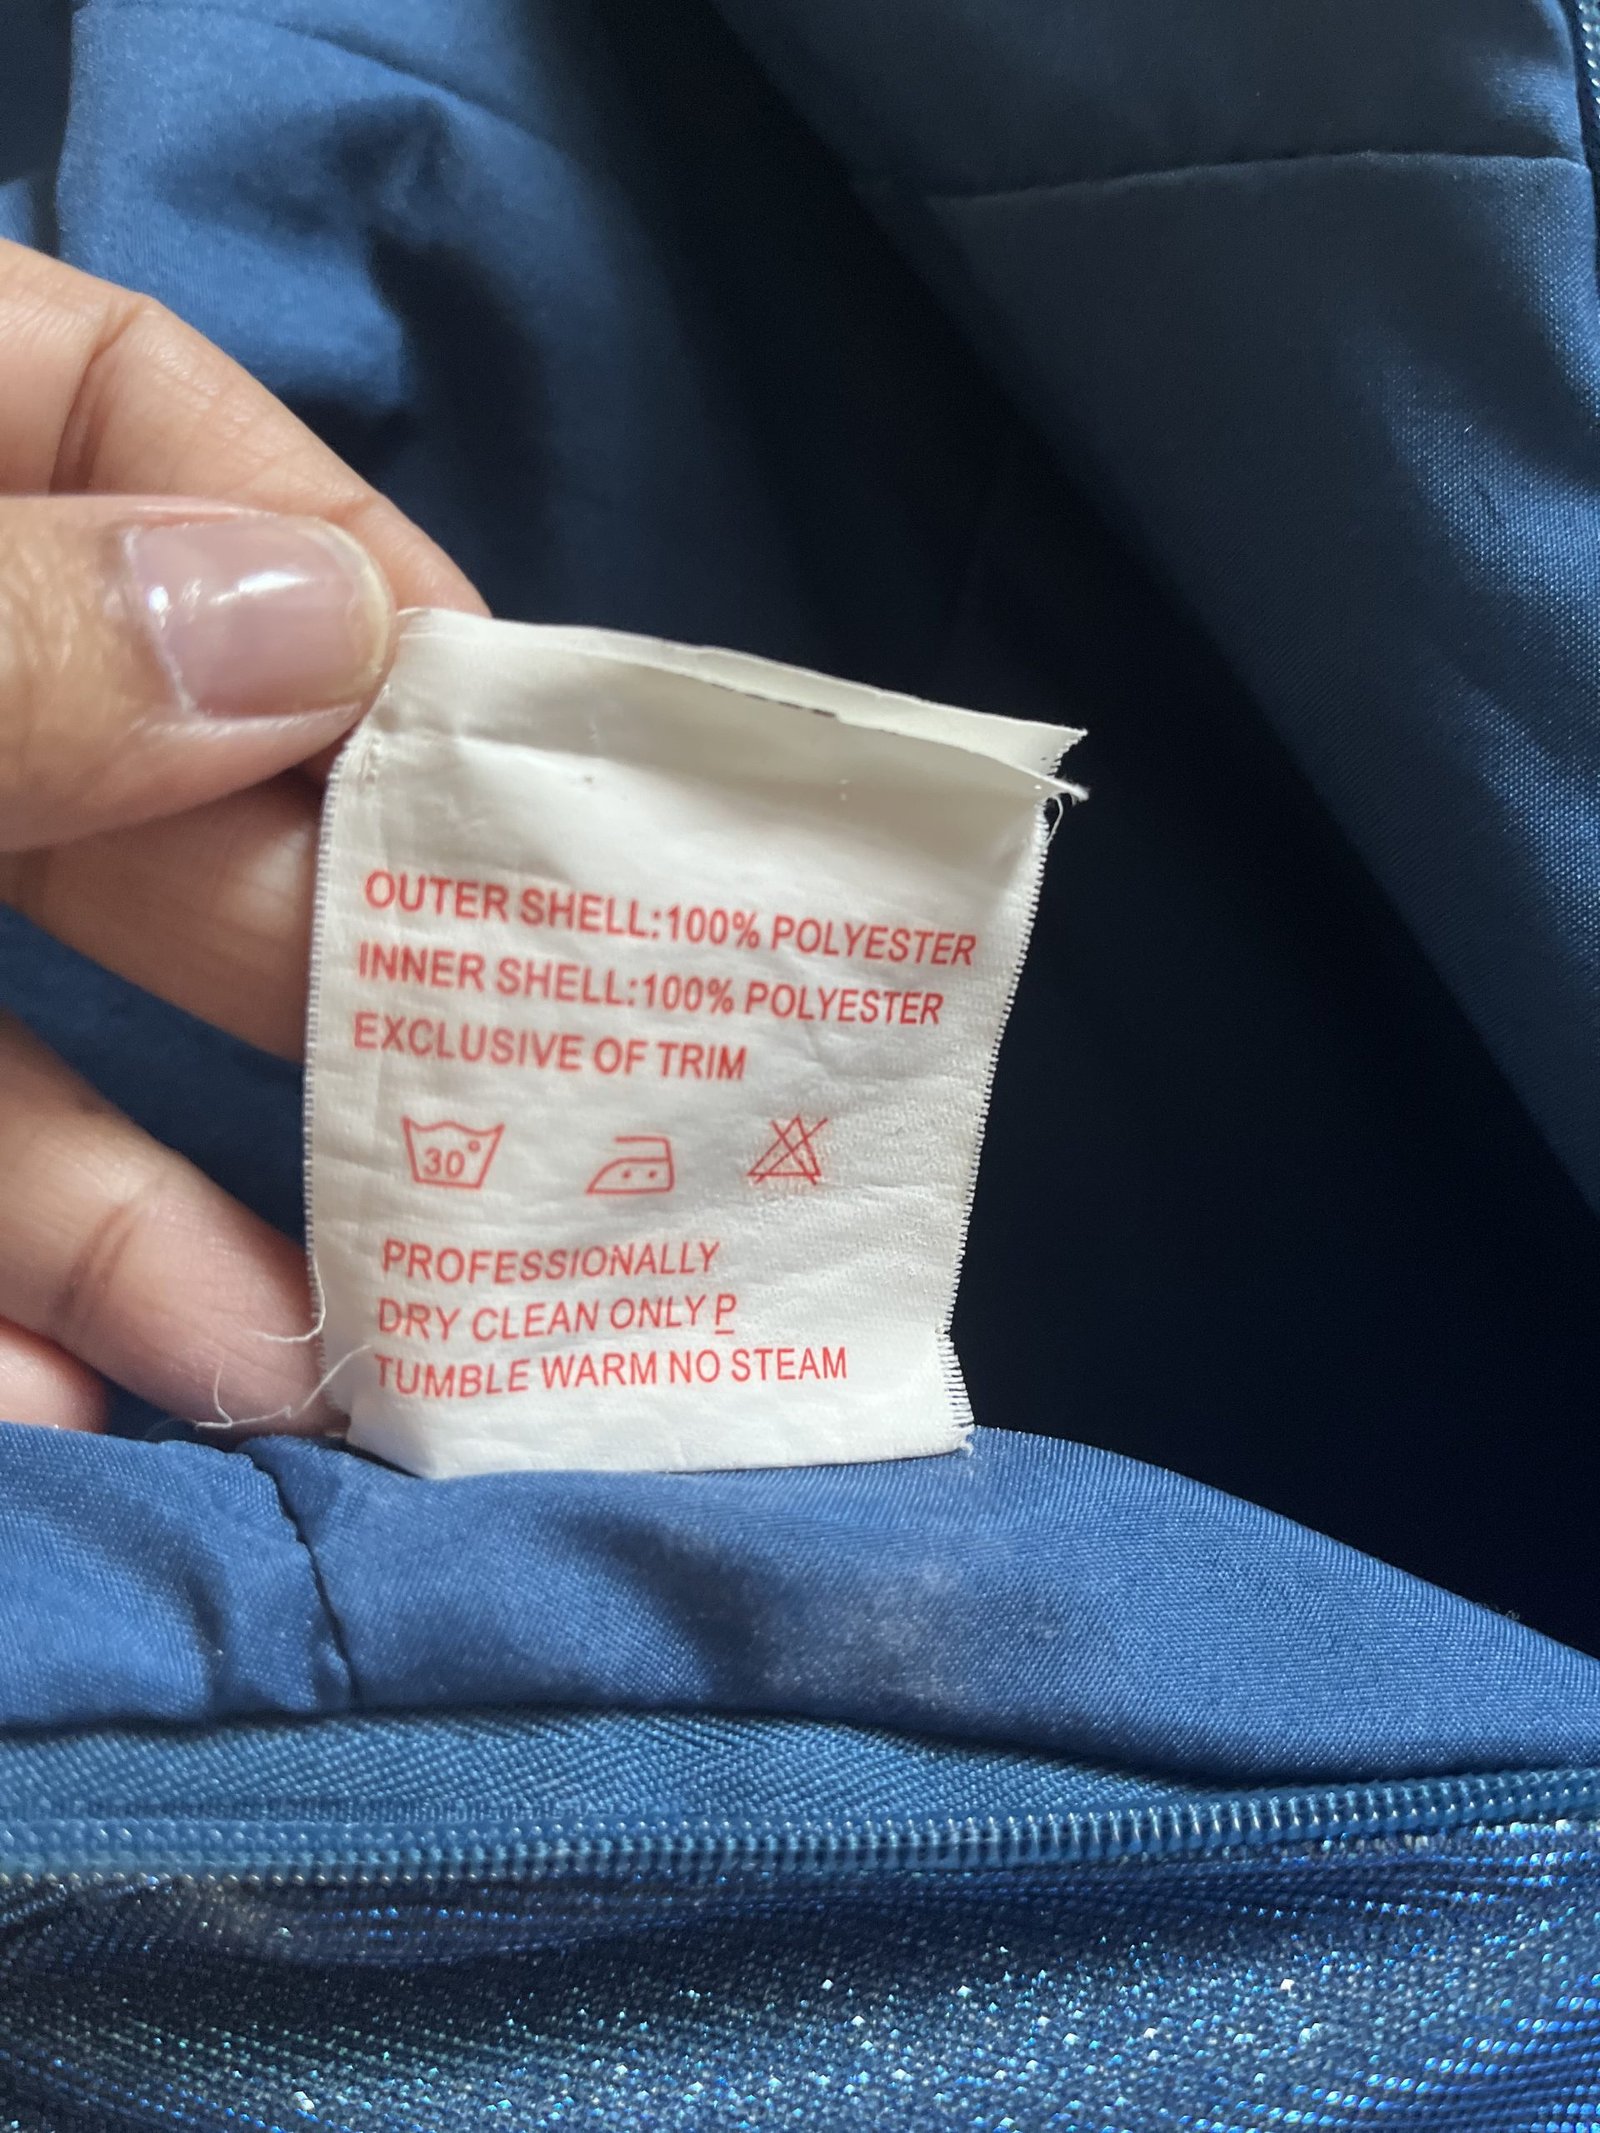 OUTER SHELL:100% POLYESTER
INNER SHELL:100% POLYESTER
EXCLUSIVE OF TRIM
30°
PROFESSIONALLY
DRY CLEAN ONLY P
TUMBLE WARM NO STEAM